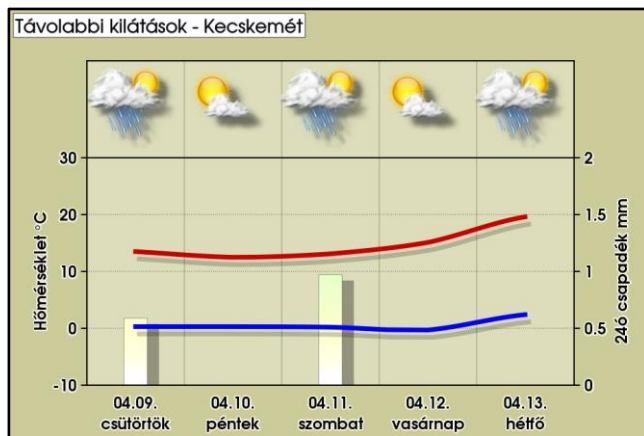 Távolabbi kilátások - Kecskemét
30
20
10
0
-10
Hőmérséklet °C
2
1.5
1
0.5
0
24ó csapadék mm
04.09. 04.10. 04.11. 04.12. 04.13.
csütörtök péntek szombat vasárnap hétfő